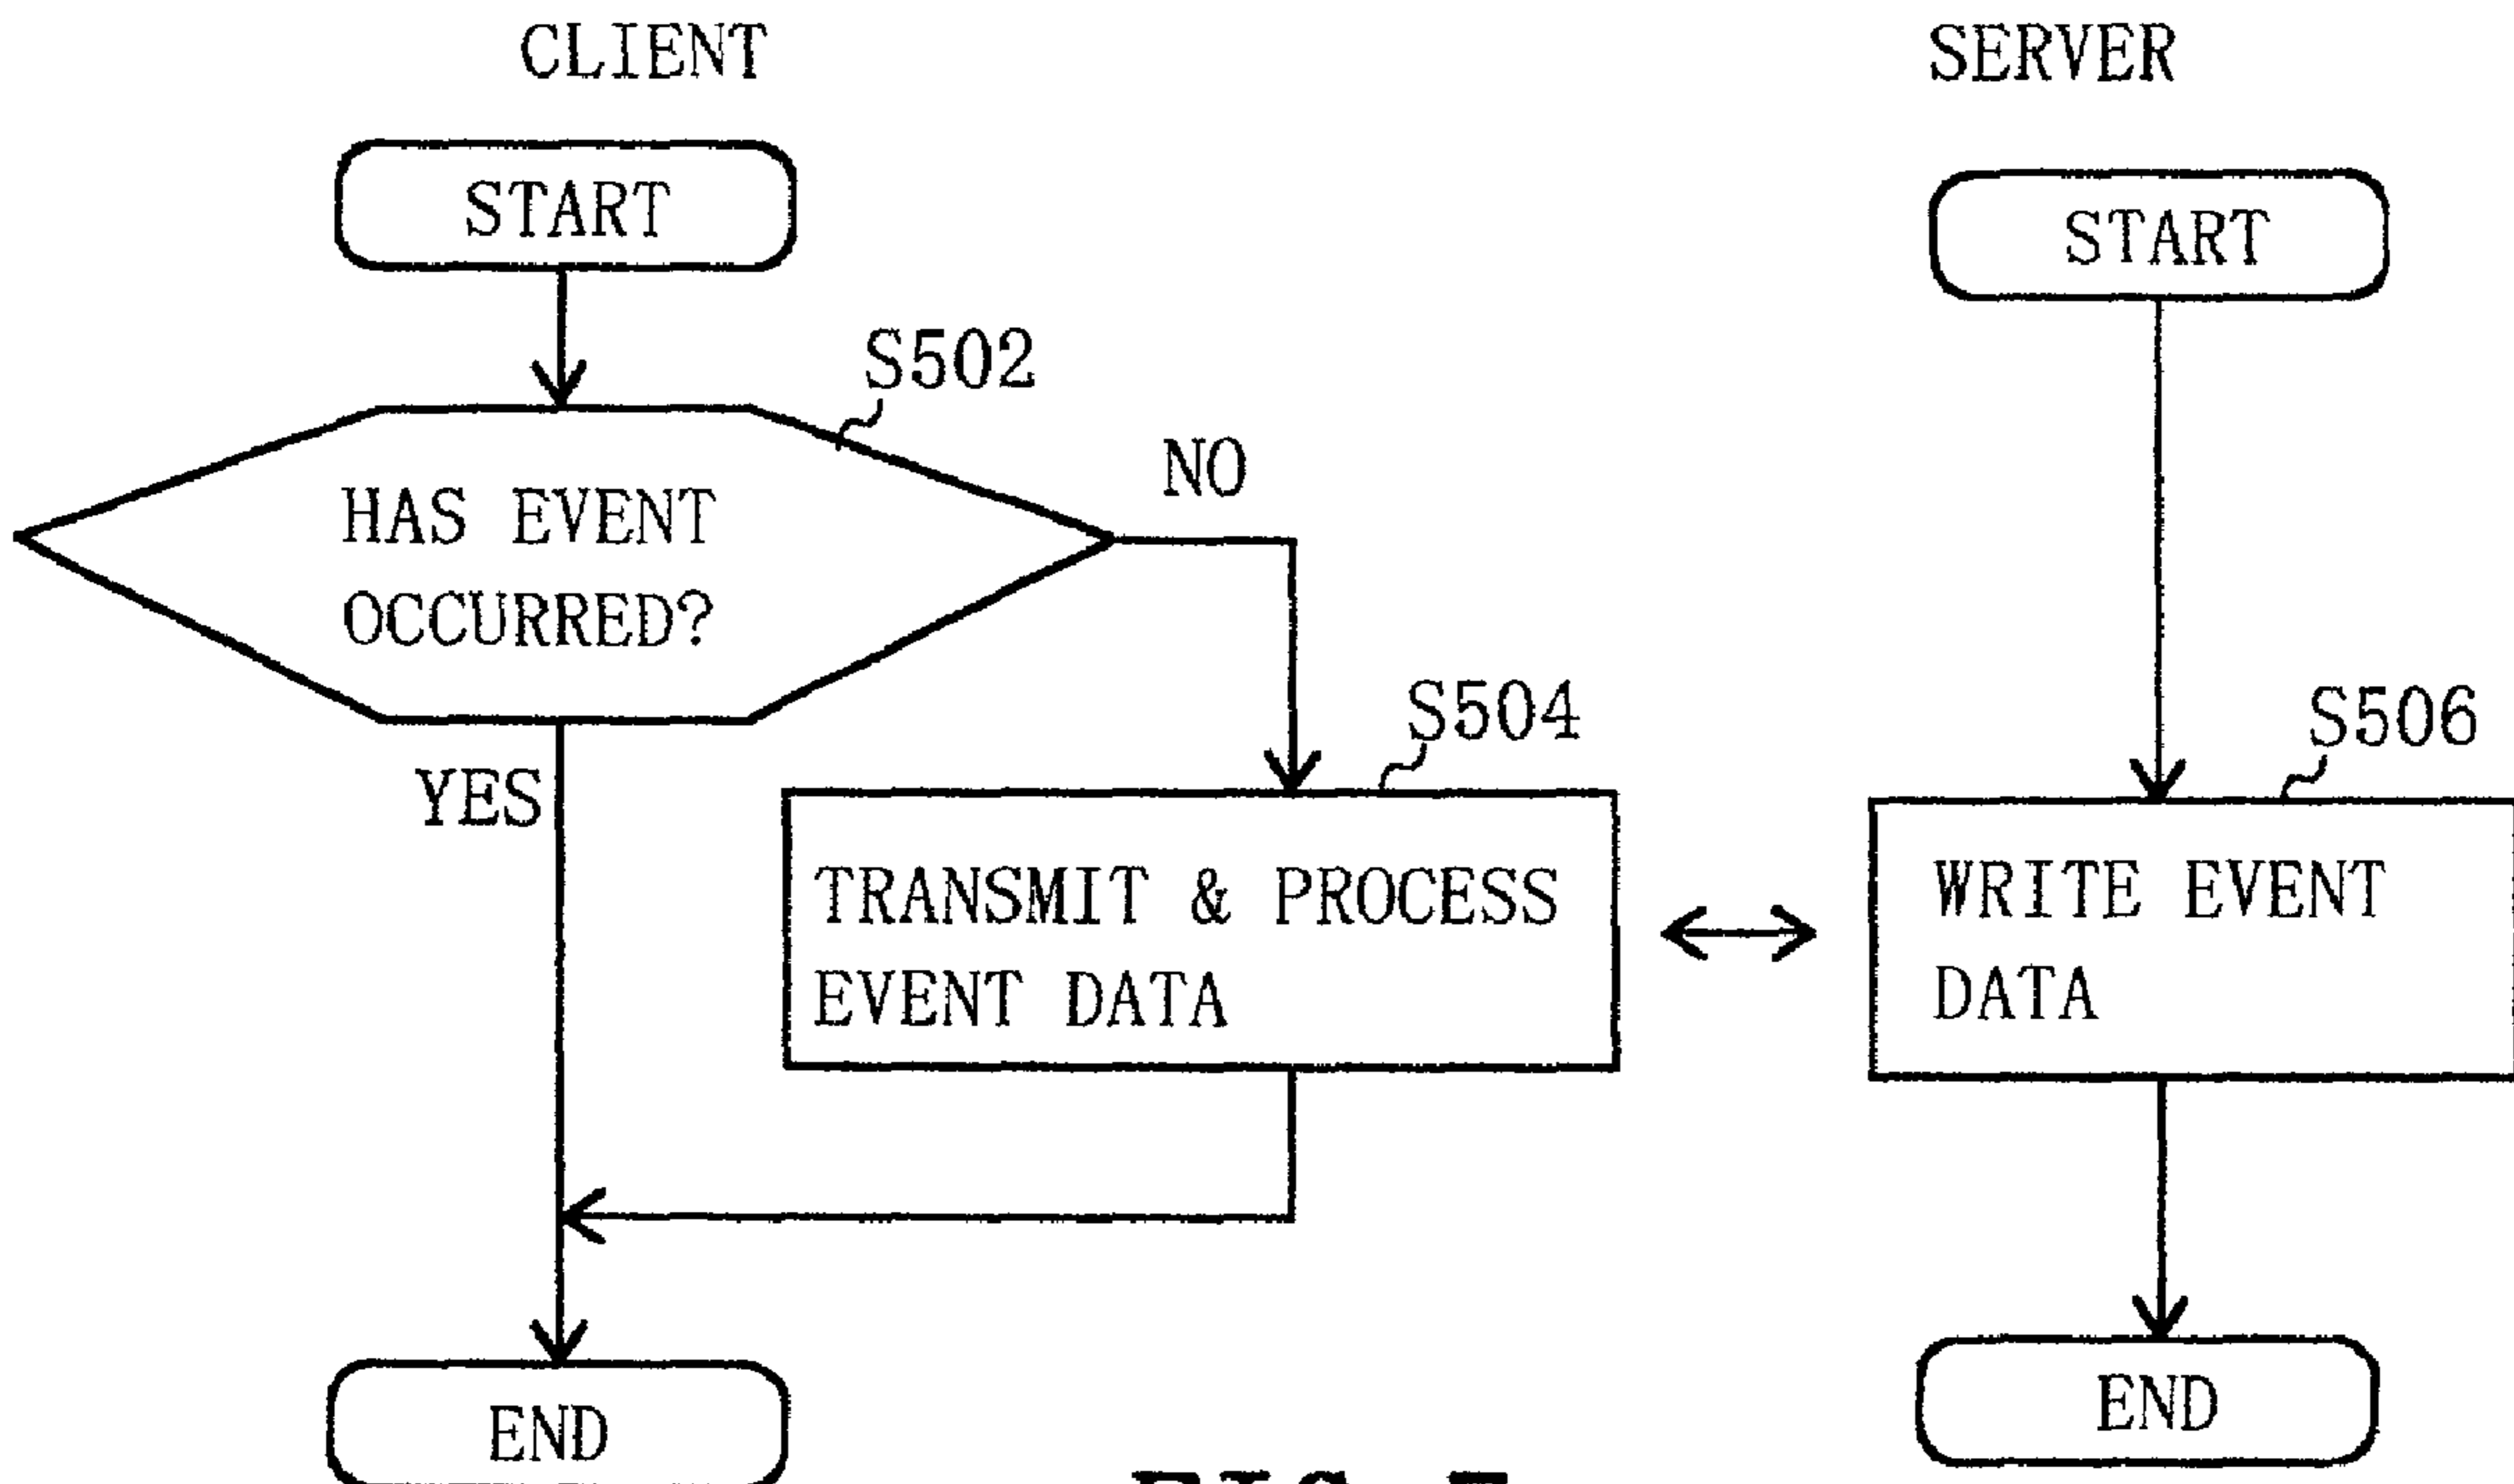 CLIENT
SERVER
START
START
S502
NO
HAS EVENT
OCCURRED?
YES
S504
S506
TRANSMIT & PROCESS
EVENT DATA
WRITE EVENT
DATA
END
END